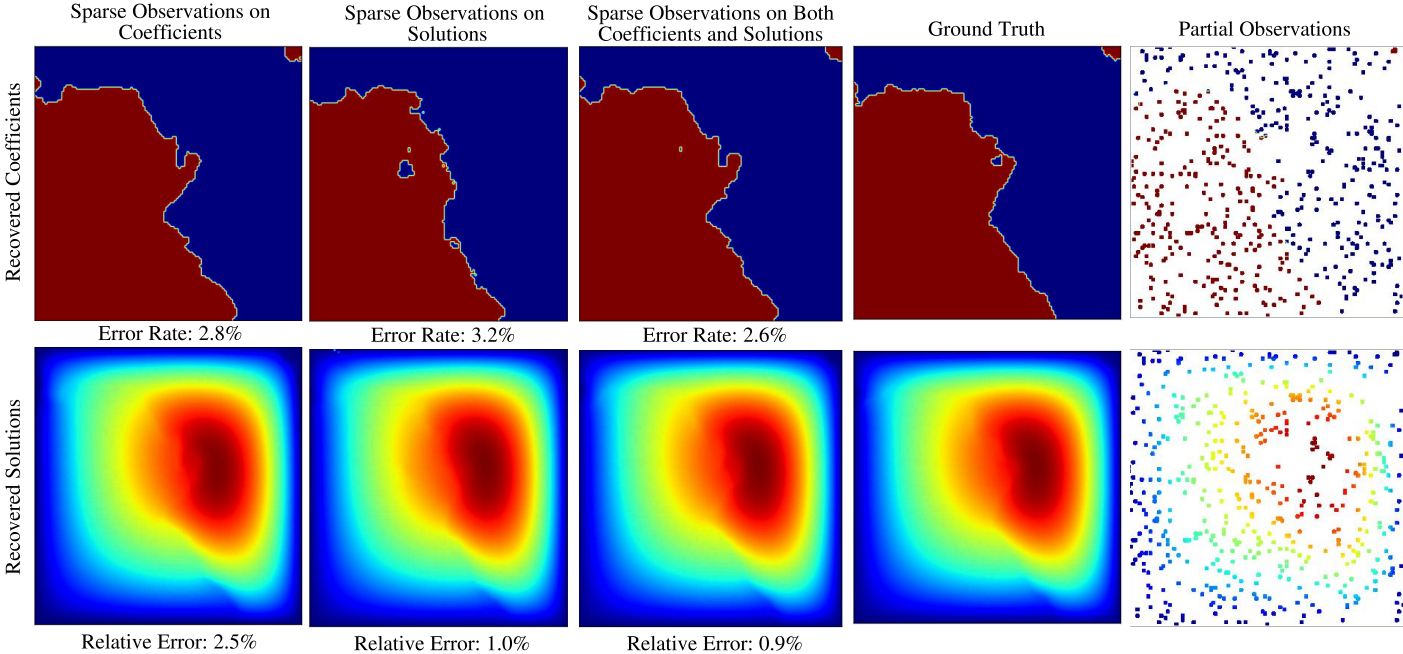 Sparse Observations on
Coefficients
Sparse Observations on
Solutions
Sparse Observations on Both
Coefficients and Solutions
Ground Truth
Partial Observations
Recovered Coefficients
Error Rate: 2.8%
Error Rate: 3.2%
Error Rate: 2.6%
Recovered Solutions
Relative Error: 2.5%
Relative Error: 1.0%
Relative Error: 0.9%